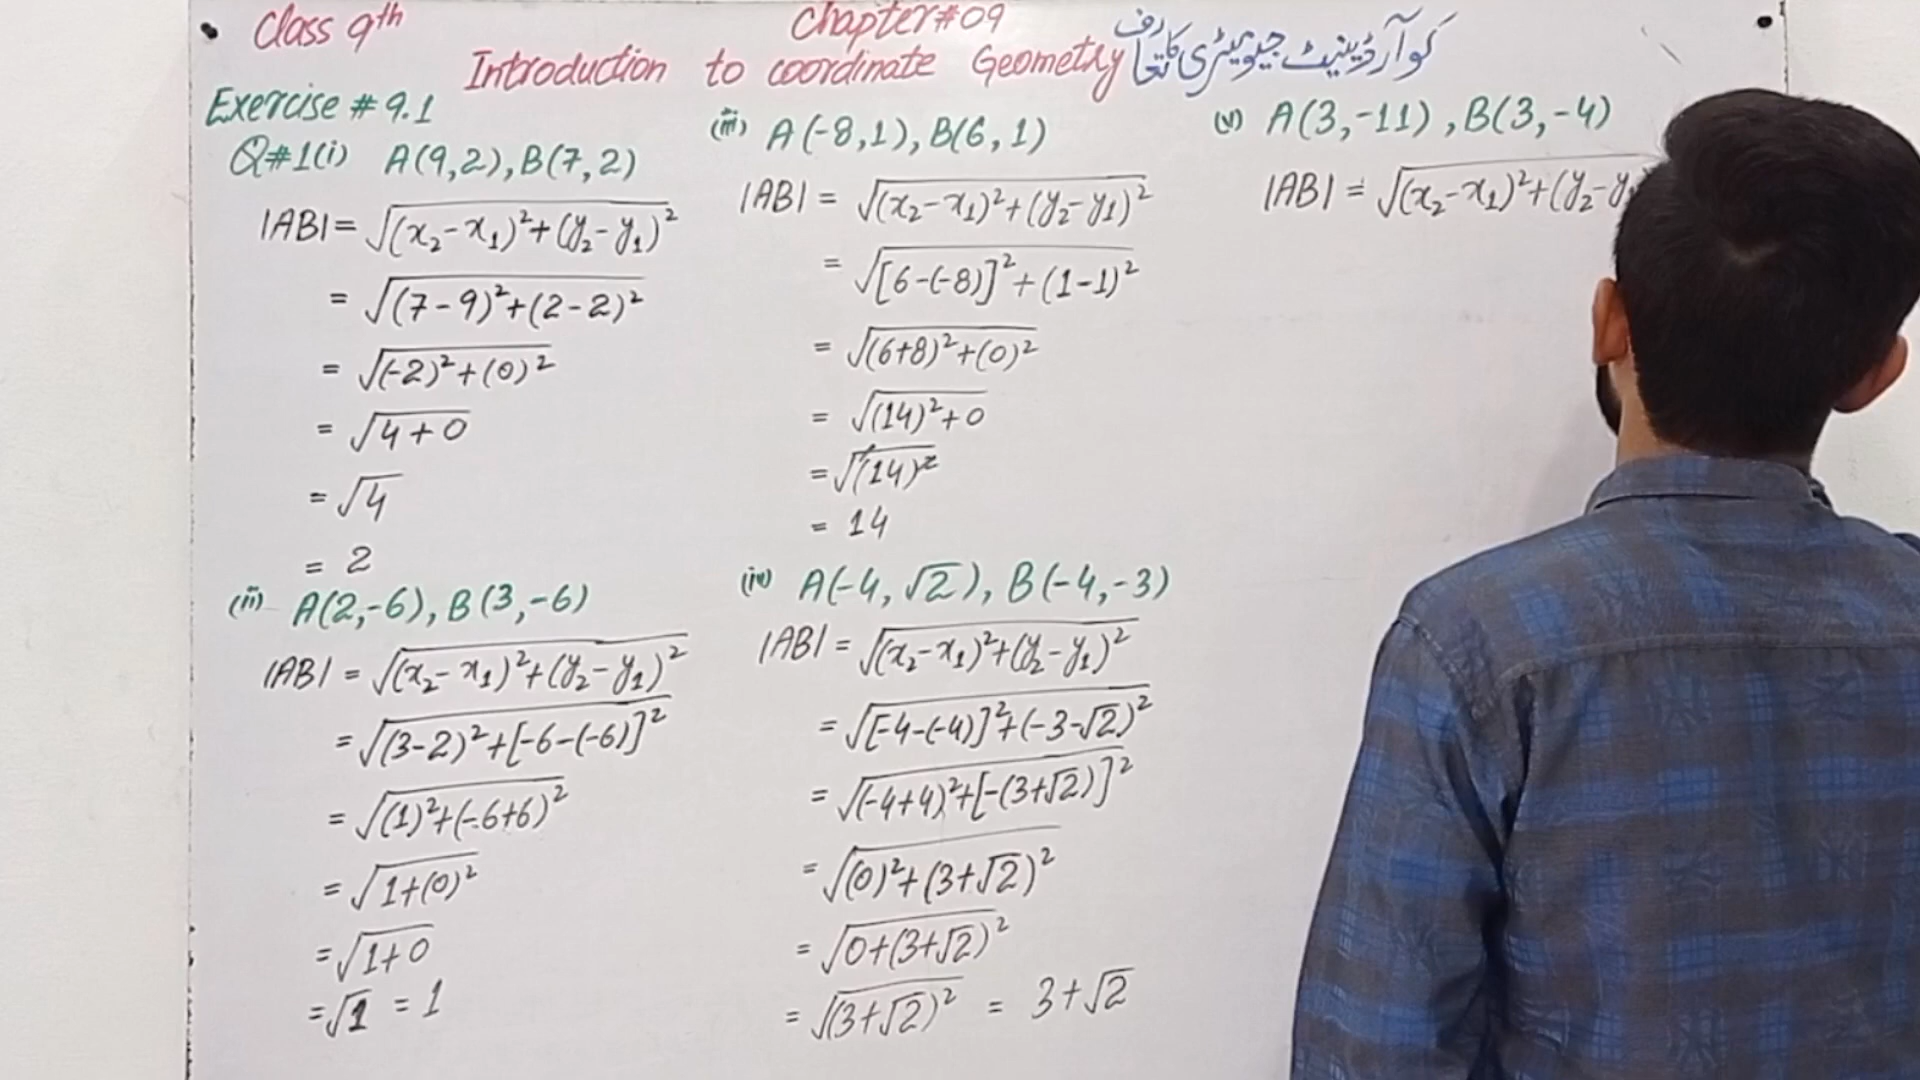 Class 9th Chapter#09
Introduction to coordinate Geometry کوآرڈینیٹ جیومیٹری کا تعارف
Exercise # 9.1
Q#1(i) A(9,2), B(7,2)
|AB| = √((x₂-x₁)²+(y₂-y₁)²)
= √((7-9)²+(2-2)²)
= √((-2)²+(0)²)
= √(4+0)
= √4
= 2
(ii) A(2,-6), B(3,-6)
|AB| = √((x₂-x₁)²+(y₂-y₁)²)
= √((3-2)²+[-6-(-6)]²)
= √((1)²+(-6+6)²)
= √(1+(0)²)
= √(1+0)
= √1 = 1
(iii) A(-8,1), B(6,1)
|AB| = √((x₂-x₁)²+(y₂-y₁)²)
= √([6-(-8)]²+(1-1)²)
= √((6+8)²+(0)²)
= √((14)²+0)
= √((14)²)
= 14
(iv) A(-4,√2), B(-4,-3)
|AB| = √((x₂-x₁)²+(y₂-y₁)²)
= √([-4-(-4)]²+(-3-√2)²)
= √((-4+4)²+[-(3+√2)]²)
= √((0)²+(3+√2)²)
= √(0+(3+√2)²)
= √((3+√2)²) = 3+√2
(v) A(3,-11), B(3,-4)
|AB| = √((x₂-x₁)²+(y₂-y